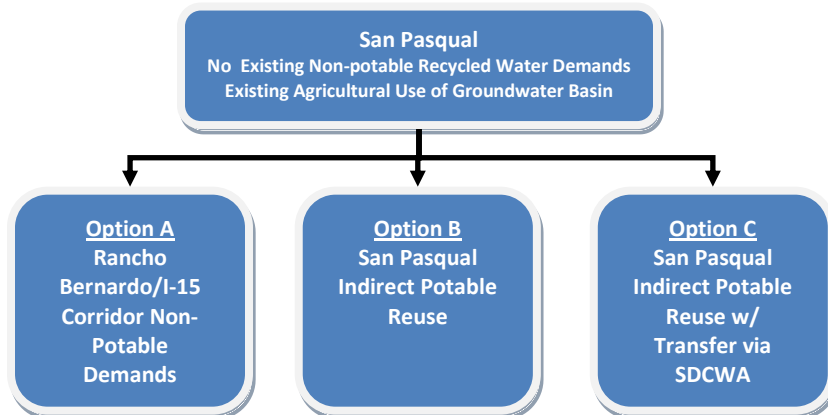 San Pasqual
No Existing Non-potable Recycled Water Demands
Existing Agricultural Use of Groundwater Basin
Option A
Rancho
Bernardo/I-15
Corridor Non-
Potable
Demands
Option B
San Pasqual
Indirect Potable
Reuse
Option C
San Pasqual
Indirect Potable
Reuse w/
Transfer via
SDCWA